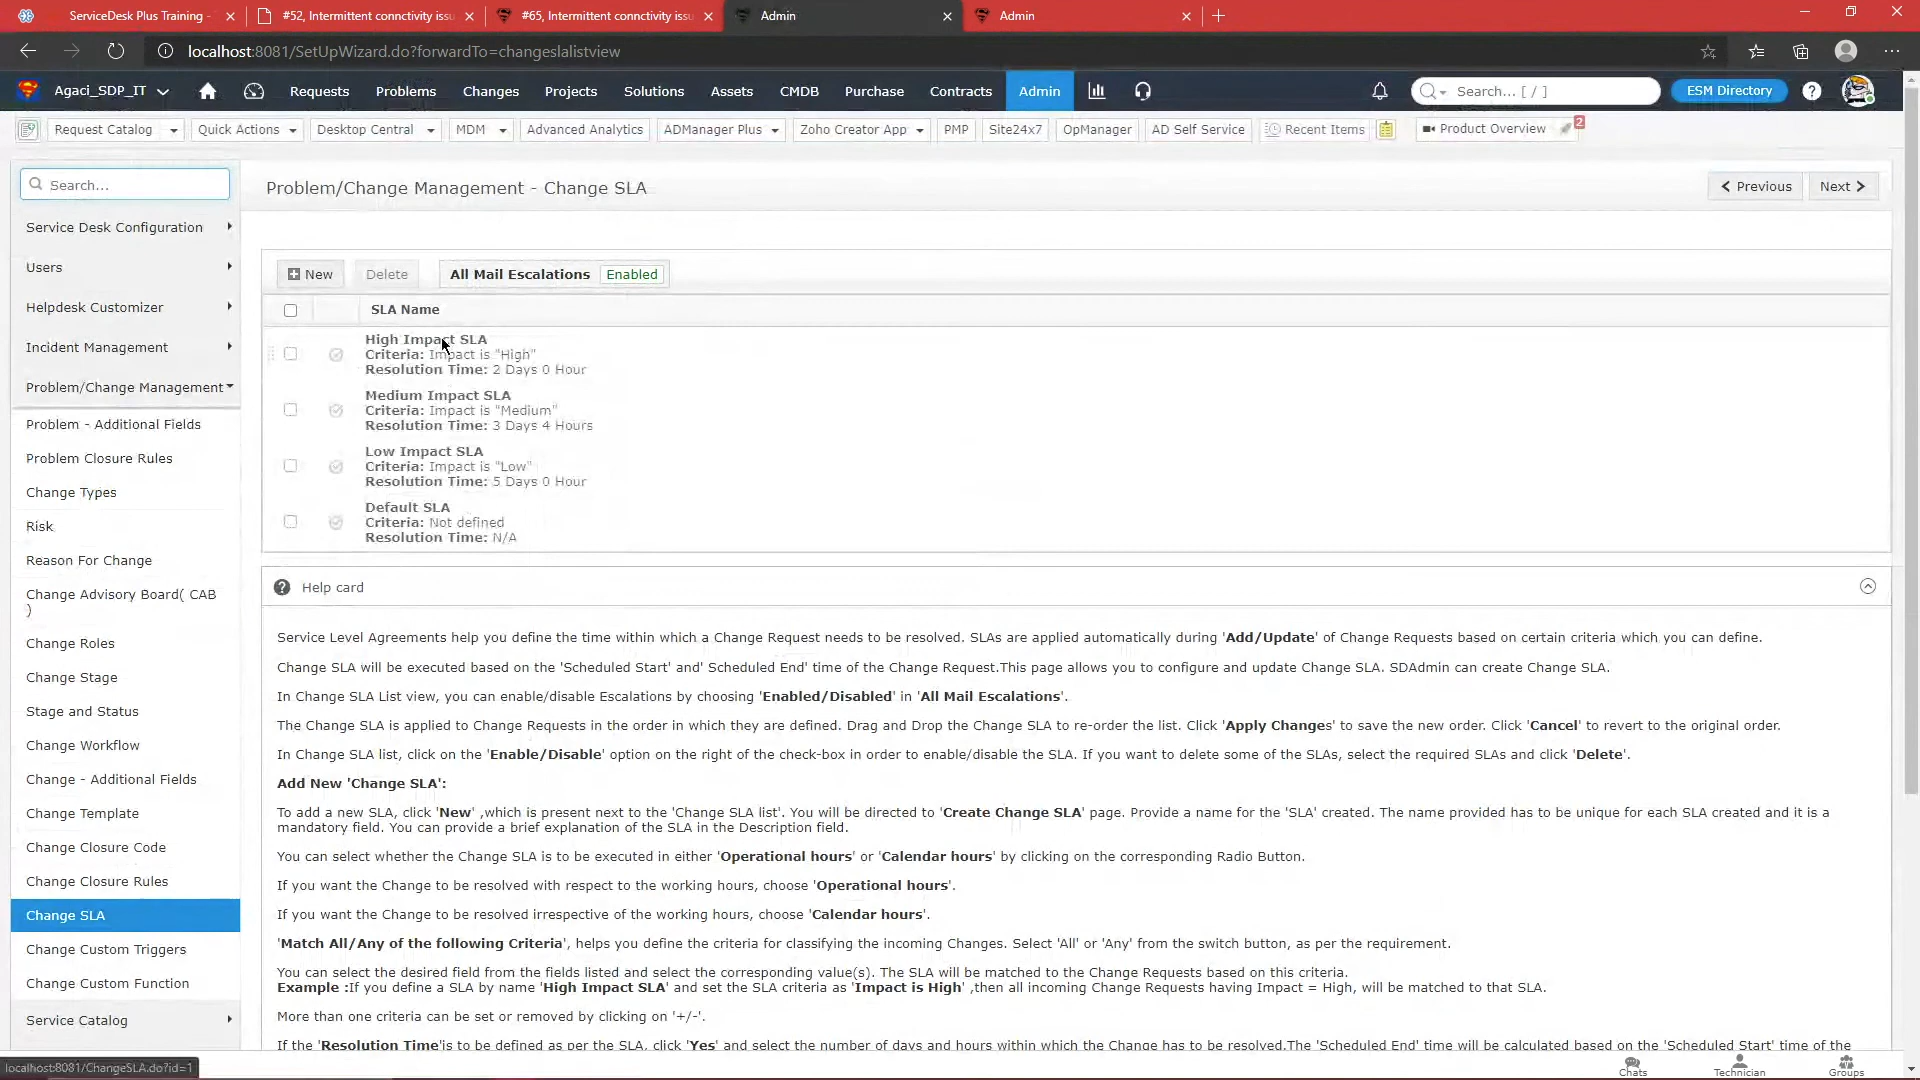 ServiceDesk Plus Training -
#52, Intermittent connctivity issu
#65, Intermittent connctivity issu
Admin
Admin
localhost:8081/SetUpWizard.do?forwardTo=changeslalistview
Agaci_SDP_IT
Requests
Problems
Changes
Projects
Solutions
Assets
CMDB
Purchase
Contracts
Admin
Search... [ / ]
ESM Directory
Request Catalog
Quick Actions
Desktop Central
MDM
Advanced Analytics
ADManager Plus
Zoho Creator App
PMP
Site24x7
OpManager
AD Self Service
Recent Items
Product Overview
2
Search...
Service Desk Configuration
Users
Helpdesk Customizer
Incident Management
Problem/Change Management
Problem - Additional Fields
Problem Closure Rules
Change Types
Risk
Reason For Change
Change Advisory Board( CAB
)
Change Roles
Change Stage
Stage and Status
Change Workflow
Change - Additional Fields
Change Template
Change Closure Code
Change Closure Rules
Change SLA
Change Custom Triggers
Change Custom Function
Service Catalog
Problem/Change Management - Change SLA
Previous
Next
New
Delete
All Mail Escalations Enabled
SLA Name
High Impact SLA
Criteria: Impact is "High"
Resolution Time: 2 Days 0 Hour
Medium Impact SLA
Criteria: Impact is "Medium"
Resolution Time: 3 Days 4 Hours
Low Impact SLA
Criteria: Impact is "Low"
Resolution Time: 5 Days 0 Hour
Default SLA
Criteria: Not defined
Resolution Time: N/A
Help card
Service Level Agreements help you define the time within which a Change Request needs to be resolved. SLAs are applied automatically during 'Add/Update' of Change Requests based on certain criteria which you can define.
Change SLA will be executed based on the 'Scheduled Start' and' Scheduled End' time of the Change Request.This page allows you to configure and update Change SLA. SDAdmin can create Change SLA.
In Change SLA List view, you can enable/disable Escalations by choosing 'Enabled/Disabled' in 'All Mail Escalations'.
The Change SLA is applied to Change Requests in the order in which they are defined. Drag and Drop the Change SLA to re-order the list. Click 'Apply Changes' to save the new order. Click 'Cancel' to revert to the original order.
In Change SLA list, click on the 'Enable/Disable' option on the right of the check-box in order to enable/disable the SLA. If you want to delete some of the SLAs, select the required SLAs and click 'Delete'.
Add New 'Change SLA':
To add a new SLA, click 'New' ,which is present next to the 'Change SLA list'. You will be directed to 'Create Change SLA' page. Provide a name for the 'SLA' created. The name provided has to be unique for each SLA created and it is a
mandatory field. You can provide a brief explanation of the SLA in the Description field.
You can select whether the Change SLA is to be executed in either 'Operational hours' or 'Calendar hours' by clicking on the corresponding Radio Button.
If you want the Change to be resolved with respect to the working hours, choose 'Operational hours'.
If you want the Change to be resolved irrespective of the working hours, choose 'Calendar hours'.
'Match All/Any of the following Criteria', helps you define the criteria for classifying the incoming Changes. Select 'All' or 'Any' from the switch button, as per the requirement.
You can select the desired field from the fields listed and select the corresponding value(s). The SLA will be matched to the Change Requests based on this criteria.
Example :If you define a SLA by name 'High Impact SLA' and set the SLA criteria as 'Impact is High' ,then all incoming Change Requests having Impact = High, will be matched to that SLA.
More than one criteria can be set or removed by clicking on '+/-'.
If the 'Resolution Time'is to be defined as per the SLA, click 'Yes' and select the number of days and hours within which the Change has to be resolved.The 'Scheduled End' time will be calculated based on the 'Scheduled Start' time of the
localhost:8081/ChangeSLA.do?id=1
Chats
Technician
Groups